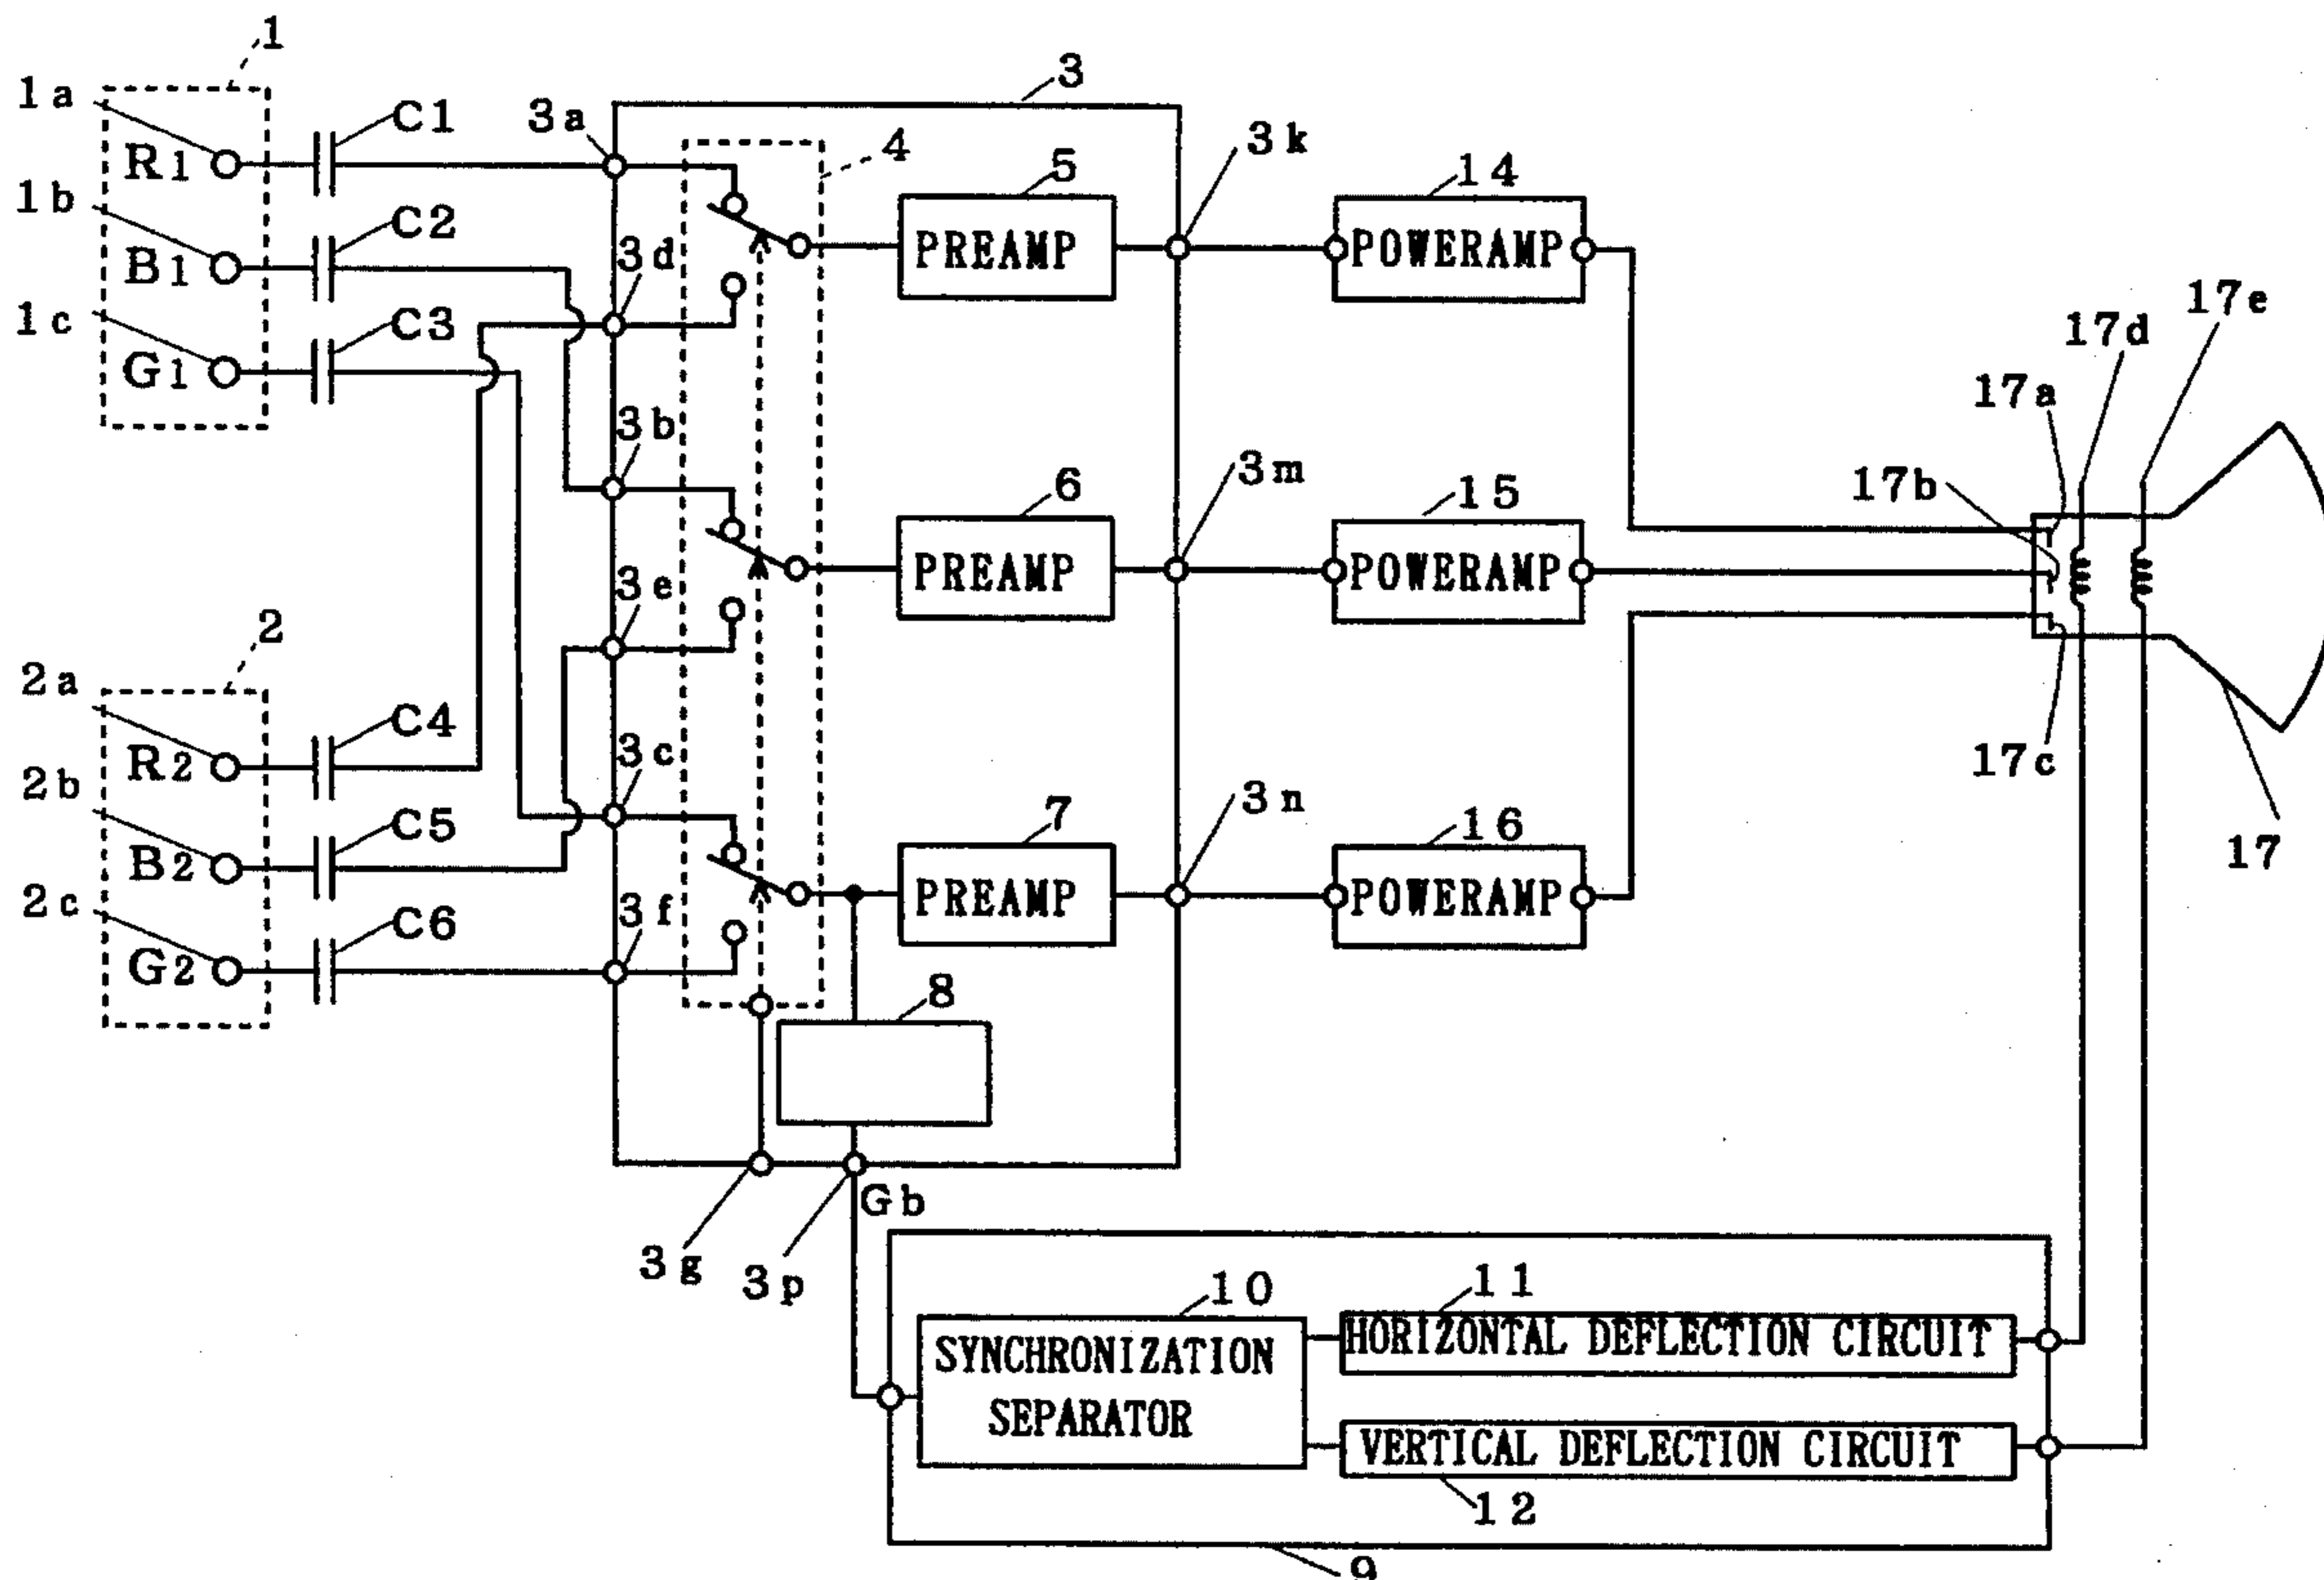 1
1a
R1
C1
3a
3
4
5
PREAMP
3k
14
POWERAMP
1b
B1
C2
3d
1c
G1
C3
17e
17d
17a
3b
6
PREAMP
3m
15
POWERAMP
17b
3e
2
2a
R2
C4
3c
7
PREAMP
3n
16
POWERAMP
17c
17
2b
B2
C5
2c
G2
C6
3f
8
Gb
3g
3p
10
SYNCHRONIZATION
SEPARATOR
11
HORIZONTAL DEFLECTION CIRCUIT
VERTICAL DEFLECTION CIRCUIT
12
9